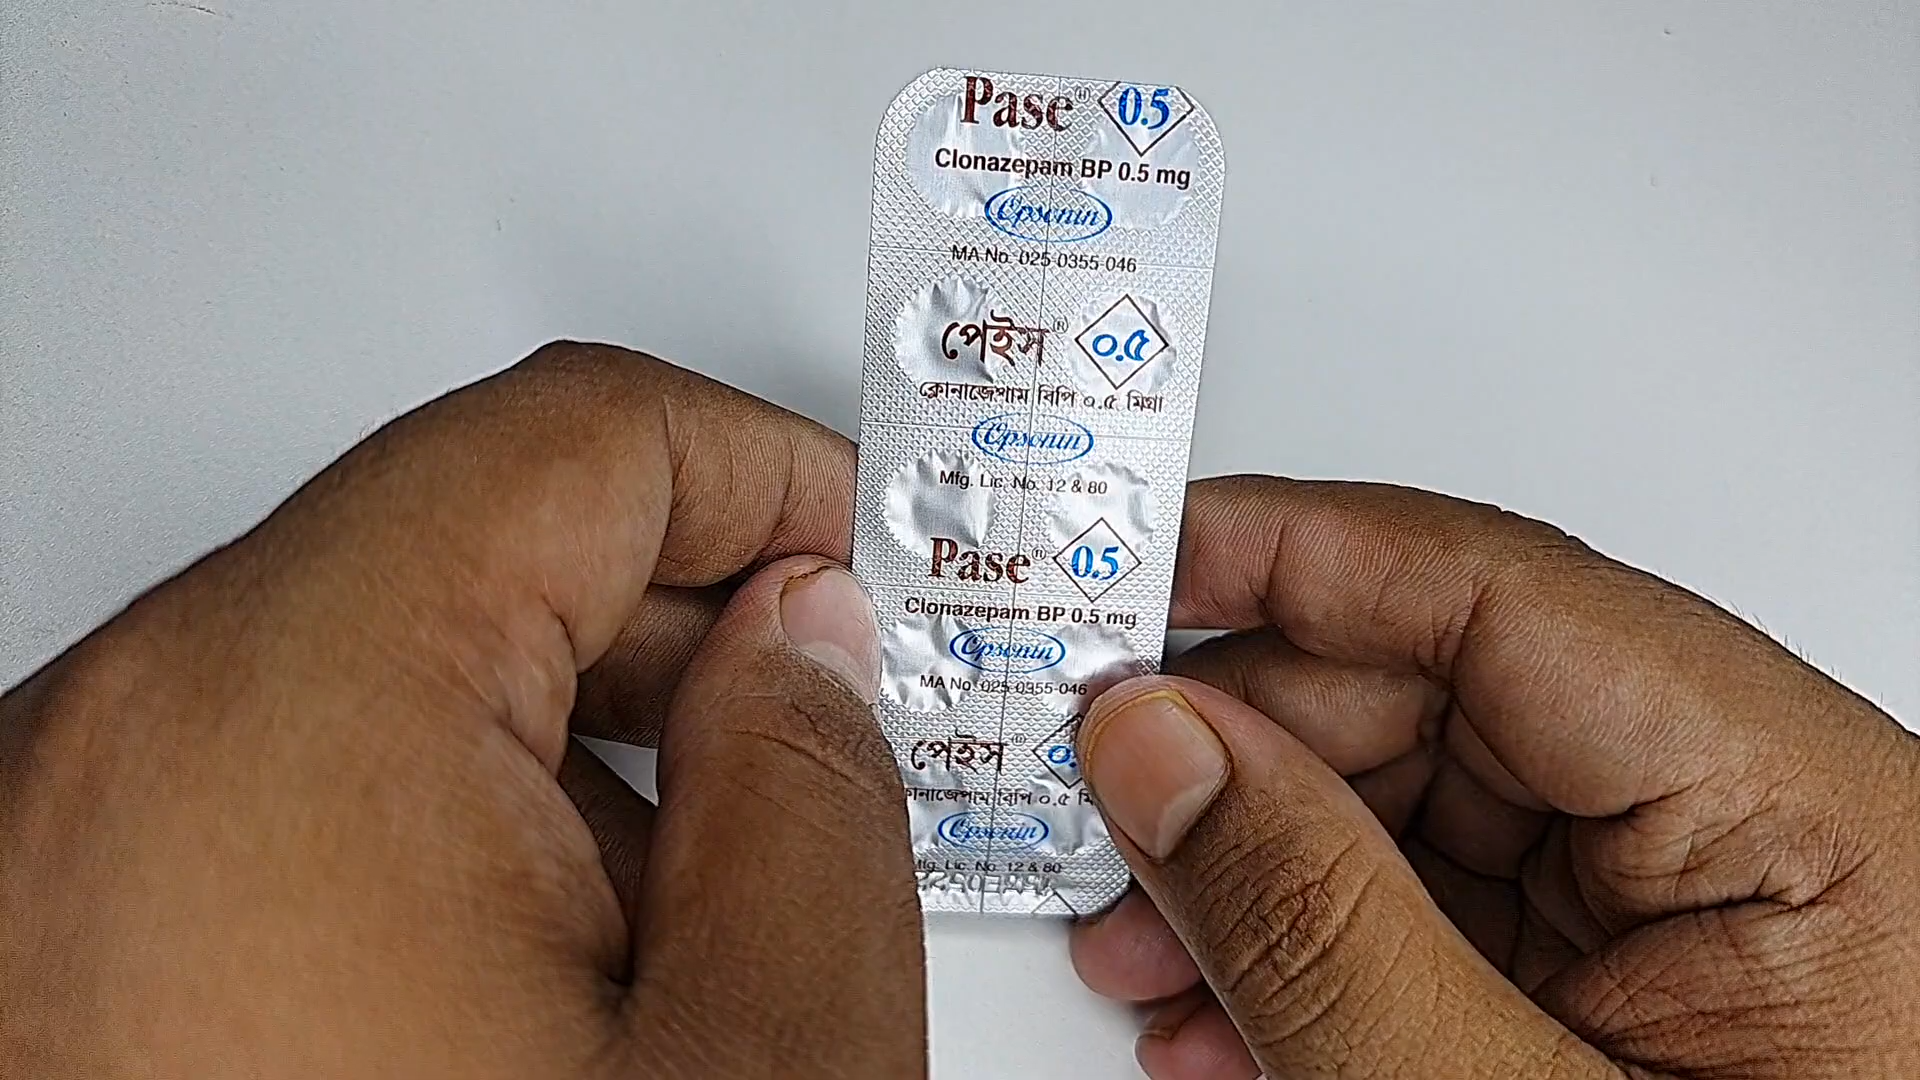 Pase® 0.5
Clonazepam BP 0.5 mg
Opsonin
MA No. 025-0355-046
পেইস® ০.৫
ক্লোনাজেপাম বিপি ০.৫ মিগ্রা
Opsonin
Mfg. Lic. No. 12 & 80
Pase® 0.5
Clonazepam BP 0.5 mg
Opsonin
MA No. 025-0355-046
পেইস®
বিপি ০.৫
Opsonin
Lic. No. 12 & 80